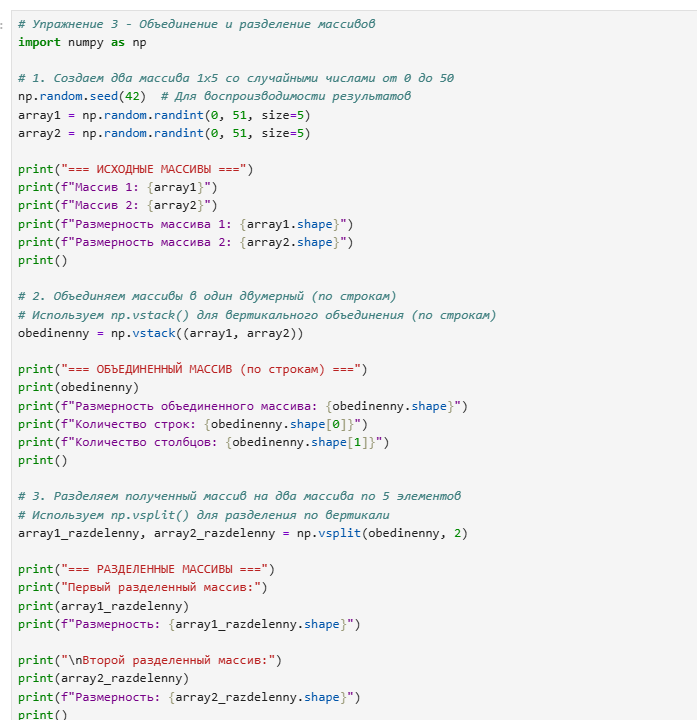 # Упражнение 3 - Объединение и разделение массивов
import numpy as np
# 1. Создаем два массива 1x5 со случайными числами от 0 до 50
np.random.seed(42)  # Для воспроизводимости результатов
array1 = np.random.randint(0, 51, size=5)
array2 = np.random.randint(0, 51, size=5)
print("=== ИСХОДНЫЕ МАССИВЫ ===")
print(f"Массив 1: {array1}")
print(f"Массив 2: {array2}")
print(f"Размерность массива 1: {array1.shape}")
print(f"Размерность массива 2: {array2.shape}")
print()
# 2. Объединяем массивы в один двумерный (по строкам)
# Используем np.vstack() для вертикального объединения (по строкам)
obedinenny = np.vstack((array1, array2))
print("=== ОБЪЕДИНЕННЫЙ МАССИВ (по строкам) ===")
print(obedinenny)
print(f"Размерность объединенного массива: {obedinenny.shape}")
print(f"Количество строк: {obedinenny.shape[0]}")
print(f"Количество столбцов: {obedinenny.shape[1]}")
print()
# 3. Разделяем полученный массив на два массива по 5 элементов
# Используем np.vsplit() для разделения по вертикали
array1_razdelenny, array2_razdelenny = np.vsplit(obedinenny, 2)
print("=== РАЗДЕЛЕННЫЕ МАССИВЫ ===")
print("Первый разделенный массив:")
print(array1_razdelenny)
print(f"Размерность: {array1_razdelenny.shape}")
print("\nВторой разделенный массив:")
print(array2_razdelenny)
print(f"Размерность: {array2_razdelenny.shape}")
print()